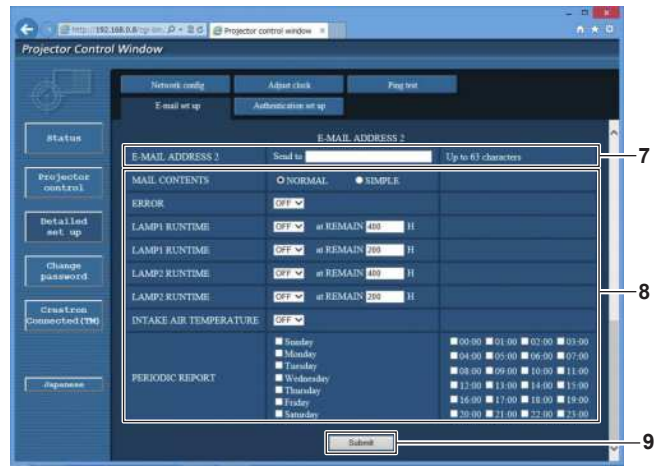 http://192.168.0.8/cgi-bin
Projector control window
Projector Control Window
Network config Adjust clock Ping test
E-mail set up Authentication set up
Status
Projector control
Detailed set up
Change password
Crestron Connected(TM)
Japanese
E-MAIL ADDRESS 2
E-MAIL ADDRESS 2 Send to Up to 63 characters
7
MAIL CONTENTS NORMAL SIMPLE
ERROR OFF
LAMP1 RUNTIME OFF at REMAIN 400 H
LAMP1 RUNTIME OFF at REMAIN 200 H
LAMP2 RUNTIME OFF at REMAIN 400 H
8
LAMP2 RUNTIME OFF at REMAIN 200 H
INTAKE AIR TEMPERATURE OFF
PERIODIC REPORT
Sunday
Monday
Tuesday
Wednesday
Thursday
Friday
Saturday
00:00 01:00 02:00 03:00
04:00 05:00 06:00 07:00
08:00 09:00 10:00 11:00
12:00 13:00 14:00 15:00
16:00 17:00 18:00 19:00
20:00 21:00 22:00 23:00
Submit
9